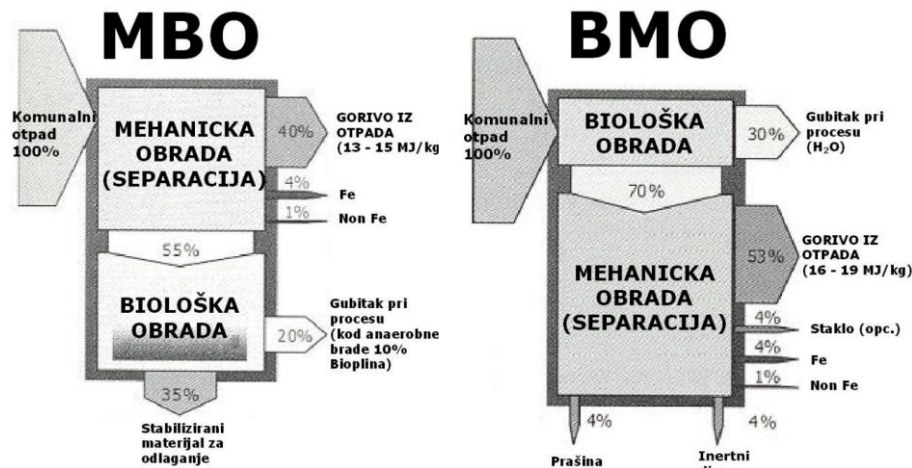 MBO
Komunalni
otpad
100%
MEHANICKA
OBRADA
(SEPARACIJA)
40%
GORIVO IZ
OTPADA
(13 - 15 MJ/kg
4%
Fe
1%
Non Fe
55%
BIOLOŠKA
OBRADA
20%
Gubitak pri
procesu
(kod anaerobne
brade 10%
Bioplina)
35%
Stabilizirani
materijal za
odlaganje
BMO
Komunalni
otpad
100%
BIOLOŠKA
OBRADA
30%
Gubitak pri
procesu
(H₂O)
70%
MEHANICKA
OBRADA
(SEPARACIJA)
53%
GORIVO IZ
OTPADA
(16 - 19 MJ/kg)
4%
Staklo (opc.)
4%
Fe
1%
Non Fe
4%
Prašina
4%
Inertni